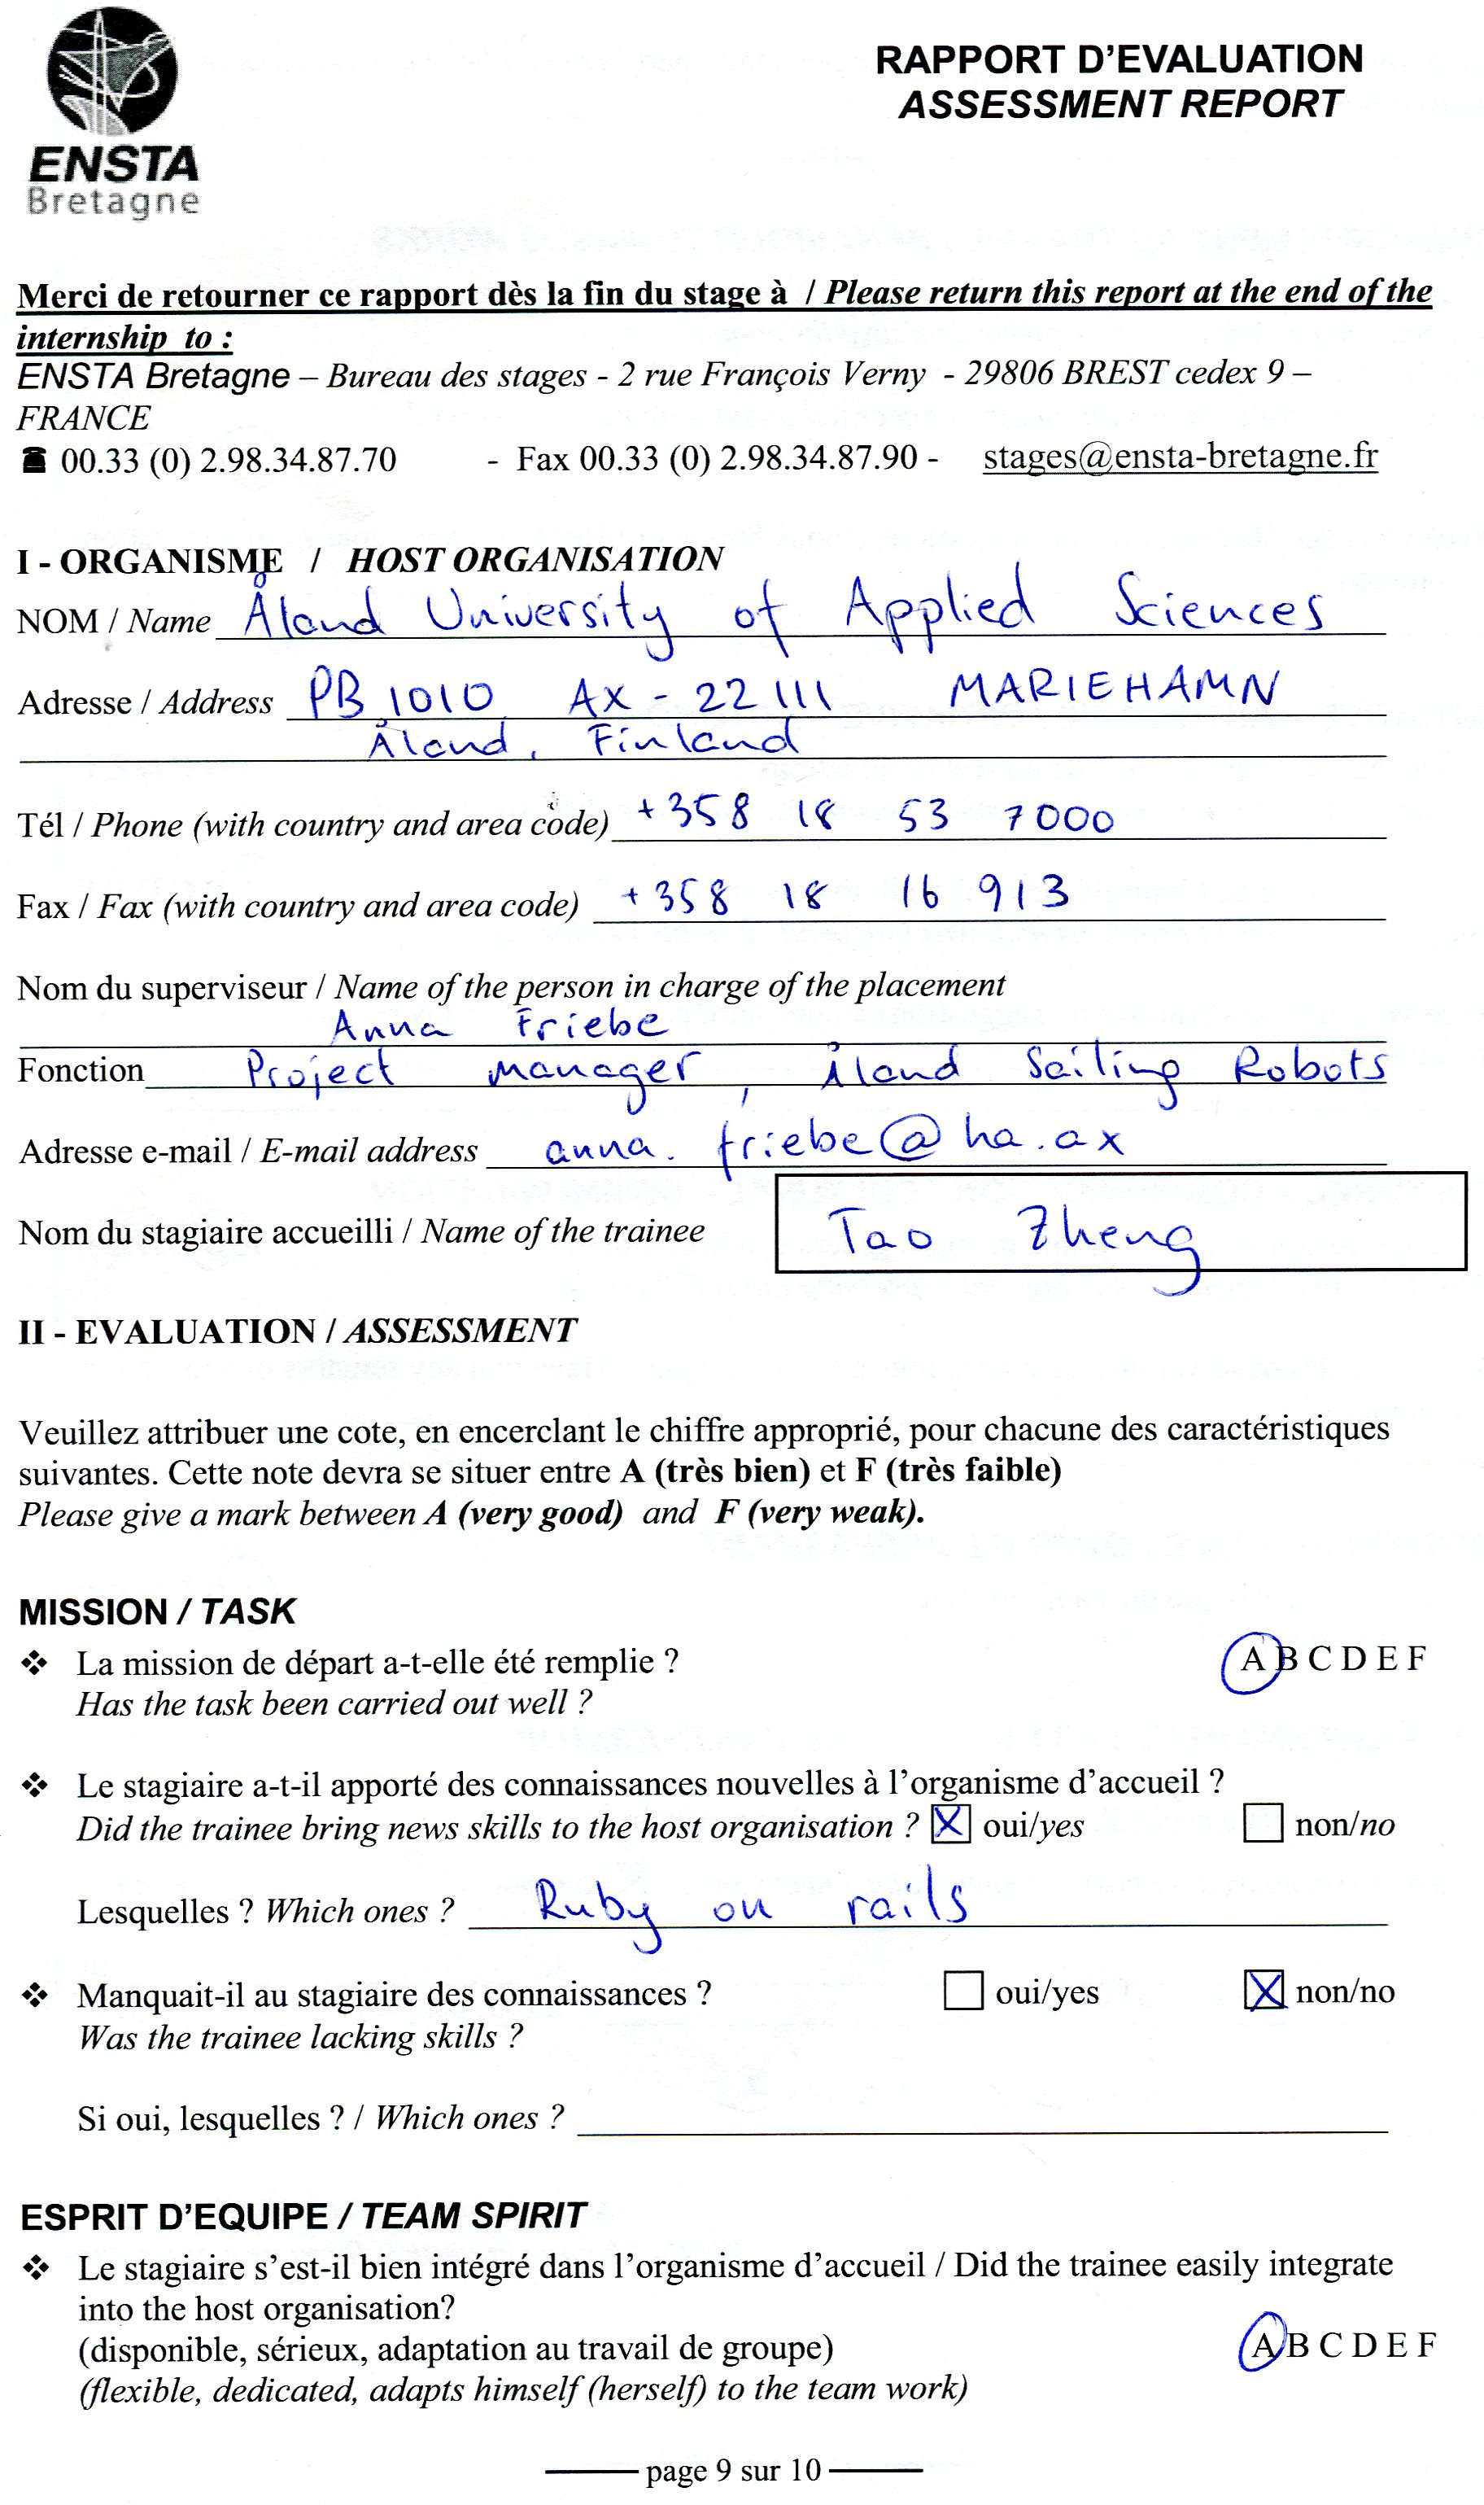 ENSTA
Bretagne
RAPPORT D'EVALUATION
ASSESSMENT REPORT
Merci de retourner ce rapport dès la fin du stage à / Please return this report at the end of the
internship to :
ENSTA Bretagne – Bureau des stages - 2 rue François Verny - 29806 BREST cedex 9 –
FRANCE
☎ 00.33 (0) 2.98.34.87.70 - Fax 00.33 (0) 2.98.34.87.90 - stages@ensta-bretagne.fr
I - ORGANISME / HOST ORGANISATION
NOM / Name Åland University of Applied Sciences
Adresse / Address PB 1010 AX - 22111 MARIEHAMN
Åland, Finland
Tél / Phone (with country and area code) +358 18 53 7000
Fax / Fax (with country and area code) +358 18 16 913
Nom du superviseur / Name of the person in charge of the placement
Anna Friebe
Fonction Project manager, Åland Sailing Robots
Adresse e-mail / E-mail address anna.friebe@ha.ax
Nom du stagiaire accueilli / Name of the trainee Tao Zheng
II - EVALUATION / ASSESSMENT
Veuillez attribuer une cote, en encerclant le chiffre approprié, pour chacune des caractéristiques
suivantes. Cette note devra se situer entre A (très bien) et F (très faible)
Please give a mark between A (very good) and F (very weak).
MISSION / TASK
❖ La mission de départ a-t-elle été remplie ? A B C D E F
Has the task been carried out well ?
❖ Le stagiaire a-t-il apporté des connaissances nouvelles à l'organisme d'accueil ?
Did the trainee bring news skills to the host organisation ? ☒ oui/yes ☐ non/no
Lesquelles ? Which ones ? Ruby on rails
❖ Manquait-il au stagiaire des connaissances ? ☐ oui/yes ☒ non/no
Was the trainee lacking skills ?
Si oui, lesquelles ? / Which ones ?
ESPRIT D'EQUIPE / TEAM SPIRIT
❖ Le stagiaire s'est-il bien intégré dans l'organisme d'accueil / Did the trainee easily integrate
into the host organisation?
(disponible, sérieux, adaptation au travail de groupe) A B C D E F
(flexible, dedicated, adapts himself (herself) to the team work)
page 9 sur 10